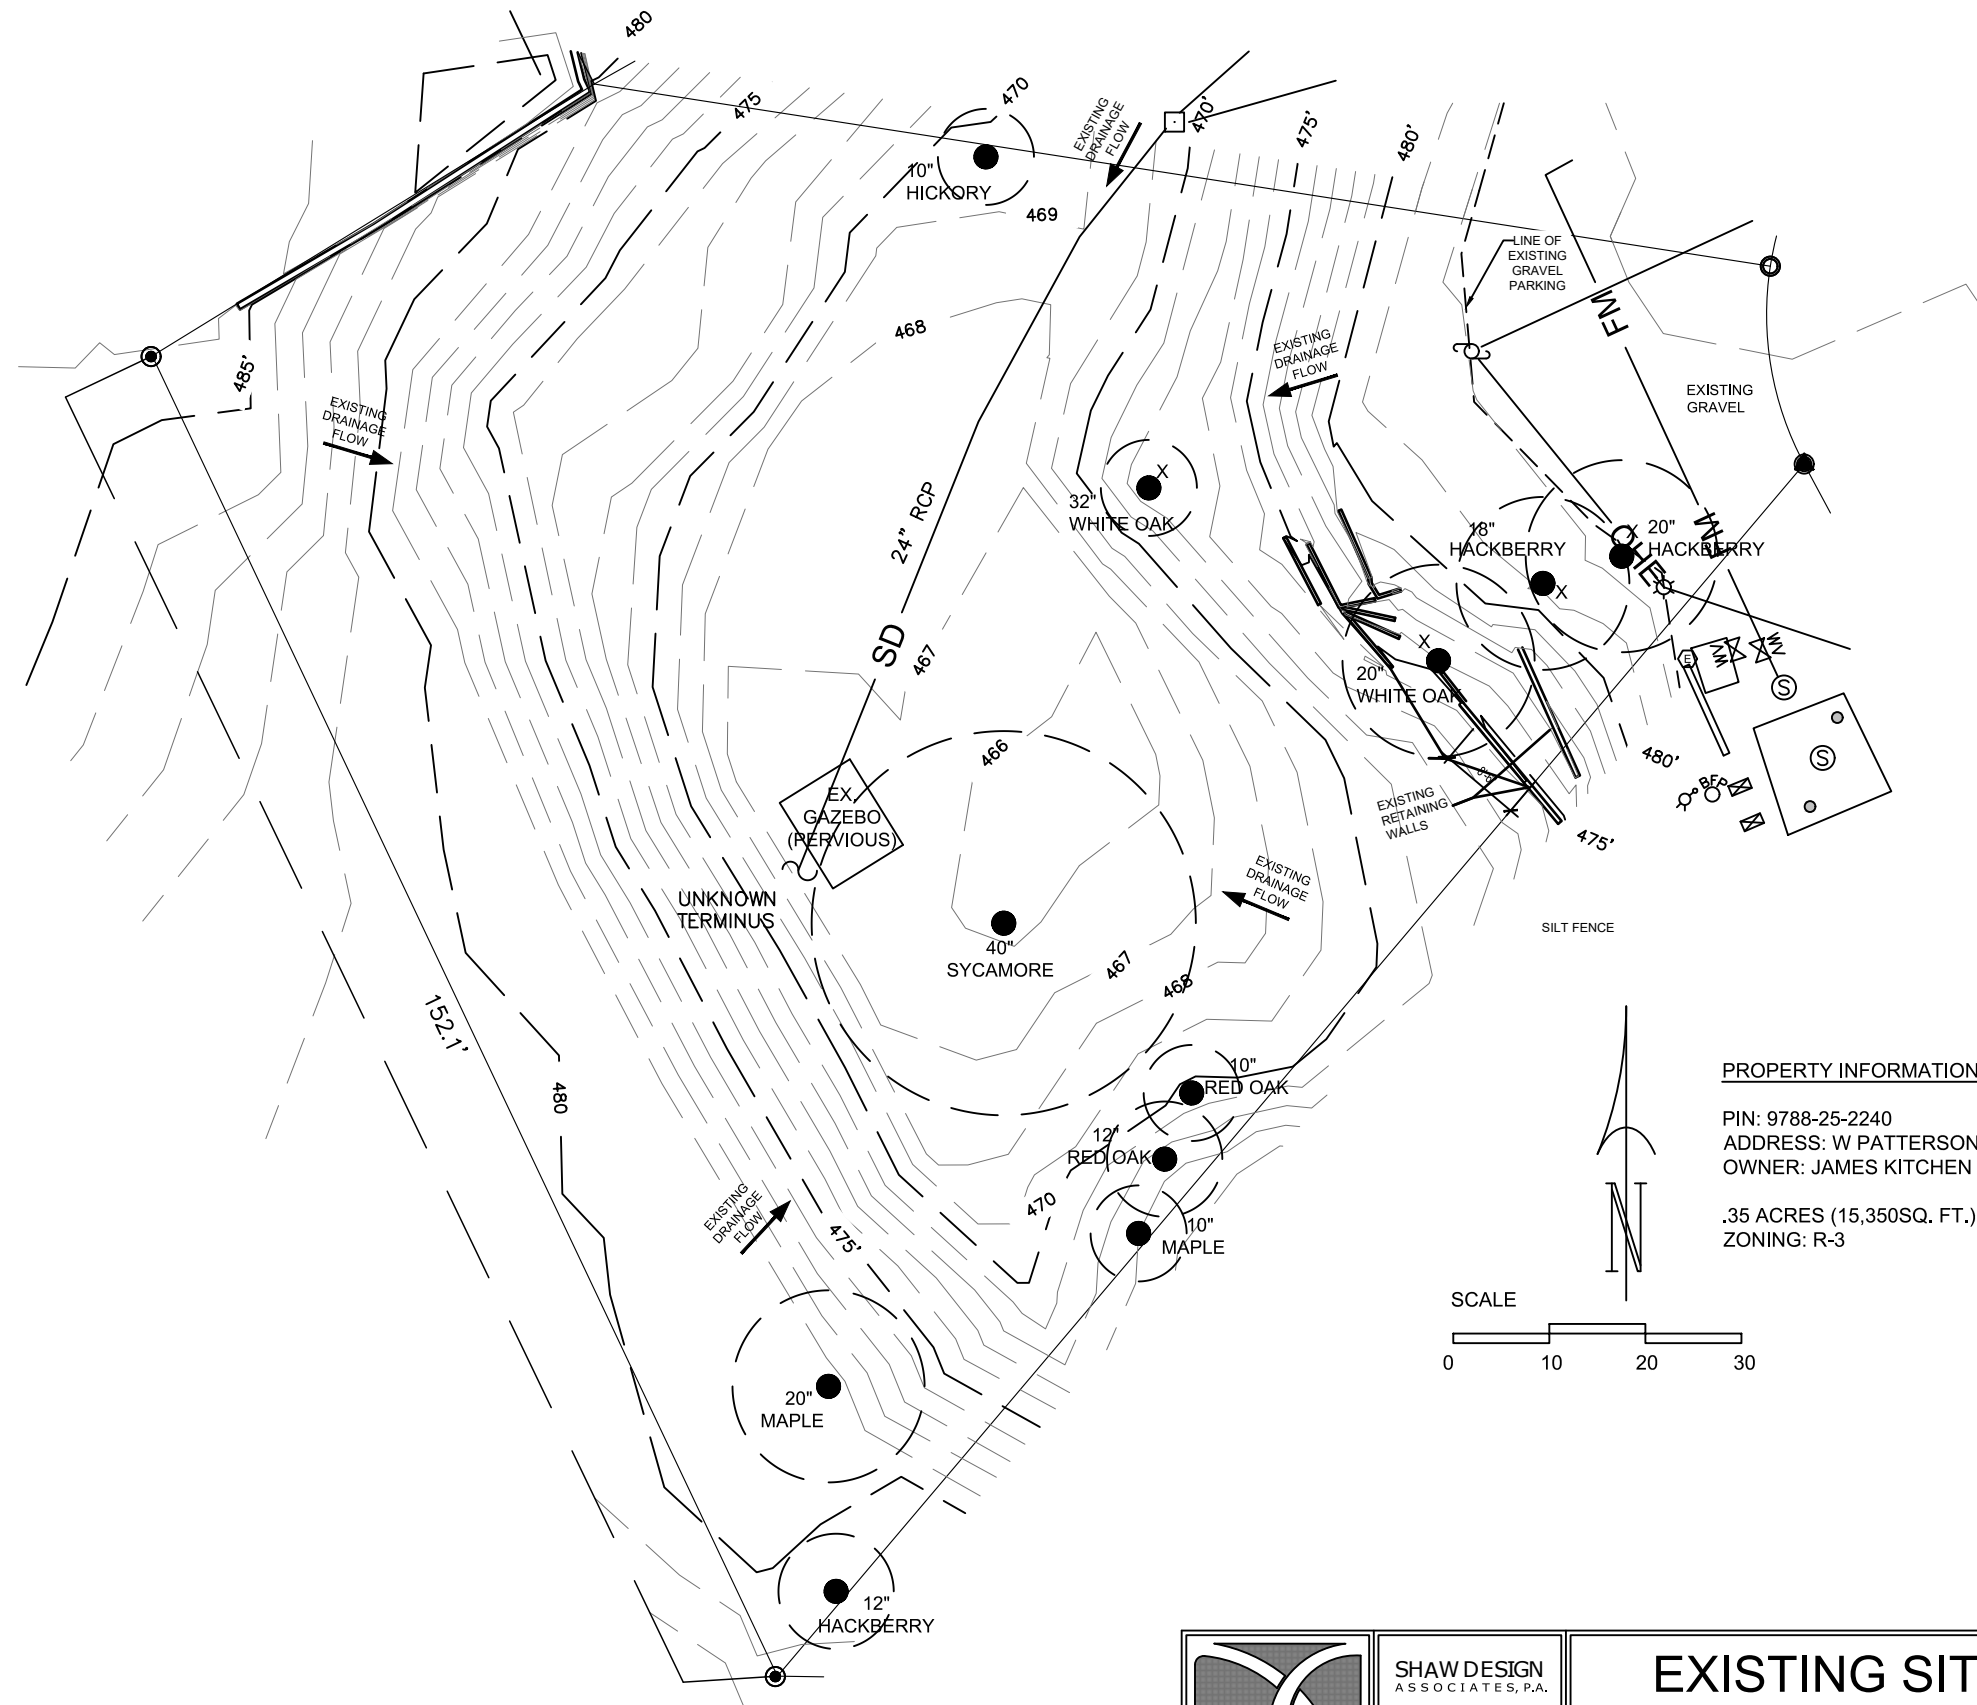 480
475
470
EXISTING
DRAINAGE
FLOW
470'
475'
480'
10"
HICKORY
469
LINE OF
EXISTING
GRAVEL
PARKING
FM
468
485'
EXISTING
DRAINAGE
FLOW
EXISTING
DRAINAGE
FLOW
EXISTING
GRAVEL
24" RCP
32"
WHITE OAK
X
18"
HACKBERRY
X
X
20"
HACKBERRY
FM
OHE
SD
467
X
20"
WHITE OAK
E
S
S
466
480'
BFP
EX.
GAZEBO
(PERVIOUS)
EXISTING
RETAINING
WALLS
475'
UNKNOWN
TERMINUS
EXISTING
DRAINAGE
FLOW
SILT FENCE
40"
SYCAMORE
467
468
152.1'
480
10"
RED OAK
12"
RED OAK
470
10"
MAPLE
EXISTING
DRAINAGE
FLOW
475'
20"
MAPLE
12"
HACKBERRY
N
PROPERTY INFORMATION
PIN: 9788-25-2240
ADDRESS: W PATTERSON
OWNER: JAMES KITCHEN
.35 ACRES (15,350SQ. FT.)
ZONING: R-3
SCALE
0 10 20 30
SHAW DESIGN
ASSOCIATES, P.A.
EXISTING SIT